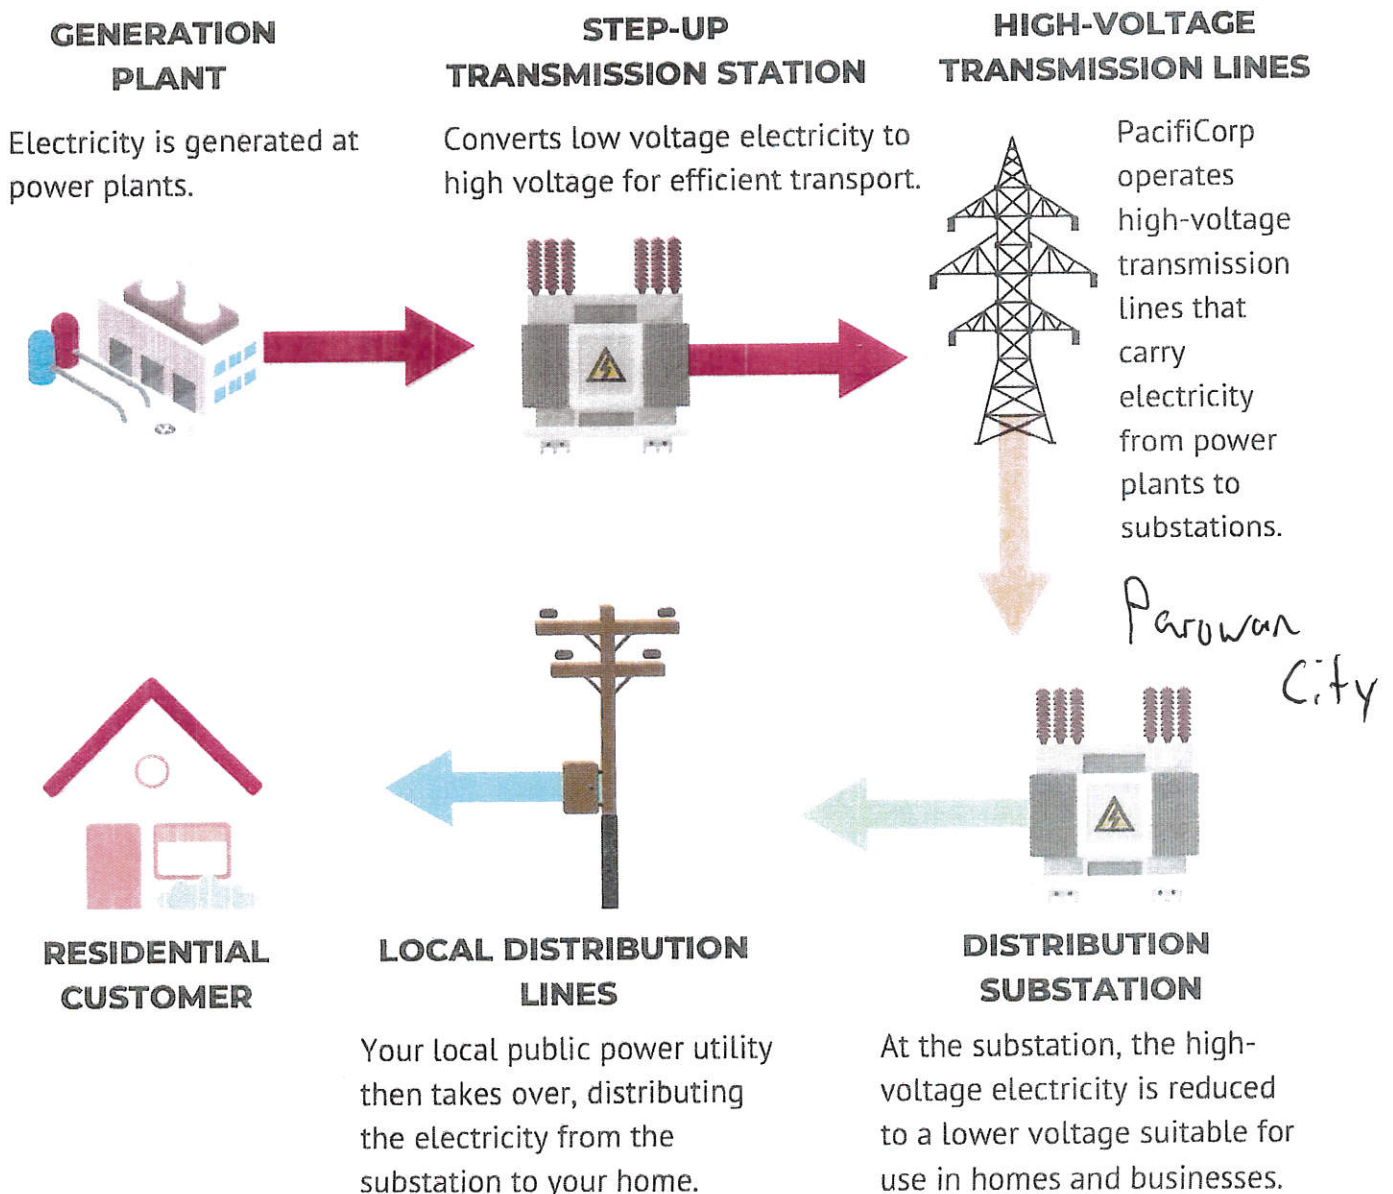 GENERATION
PLANT
Electricity is generated at
power plants.
STEP-UP
TRANSMISSION STATION
Converts low voltage electricity to
high voltage for efficient transport.
HIGH-VOLTAGE
TRANSMISSION LINES
PacifiCorp
operates
high-voltage
transmission
lines that
carry
electricity
from power
plants to
substations.
Parowan
City
RESIDENTIAL
CUSTOMER
LOCAL DISTRIBUTION
LINES
Your local public power utility
then takes over, distributing
the electricity from the
substation to your home.
DISTRIBUTION
SUBSTATION
At the substation, the high-
voltage electricity is reduced
to a lower voltage suitable for
use in homes and businesses.